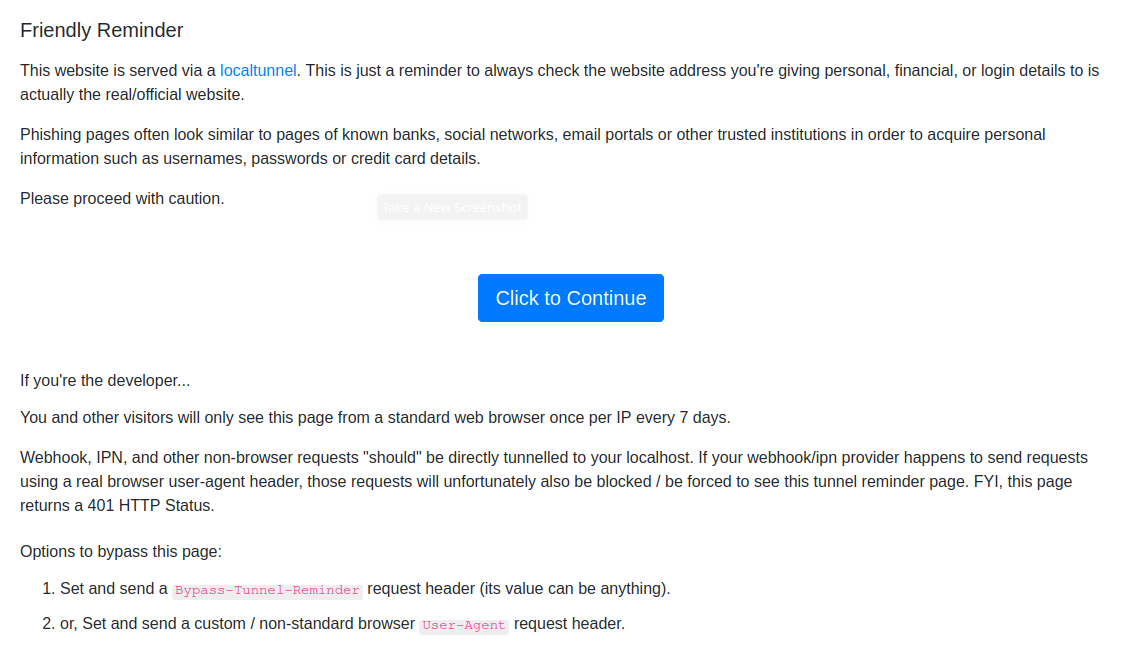 Friendly Reminder
This website is served via a localtunnel. This is just a reminder to always check the website address you're giving personal, financial, or login details to is
actually the real/official website.
Phishing pages often look similar to pages of known banks, social networks, email portals or other trusted institutions in order to acquire personal
information such as usernames, passwords or credit card details.
Please proceed with caution.
Take a New Screenshot
Click to Continue
If you're the developer...
You and other visitors will only see this page from a standard web browser once per IP every 7 days.
Webhook, IPN, and other non-browser requests "should" be directly tunnelled to your localhost. If your webhook/ipn provider happens to send requests
using a real browser user-agent header, those requests will unfortunately also be blocked / be forced to see this tunnel reminder page. FYI, this page
returns a 401 HTTP Status.
Options to bypass this page:
1. Set and send a Bypass-Tunnel-Reminder request header (its value can be anything).
2. or, Set and send a custom / non-standard browser User-Agent request header.